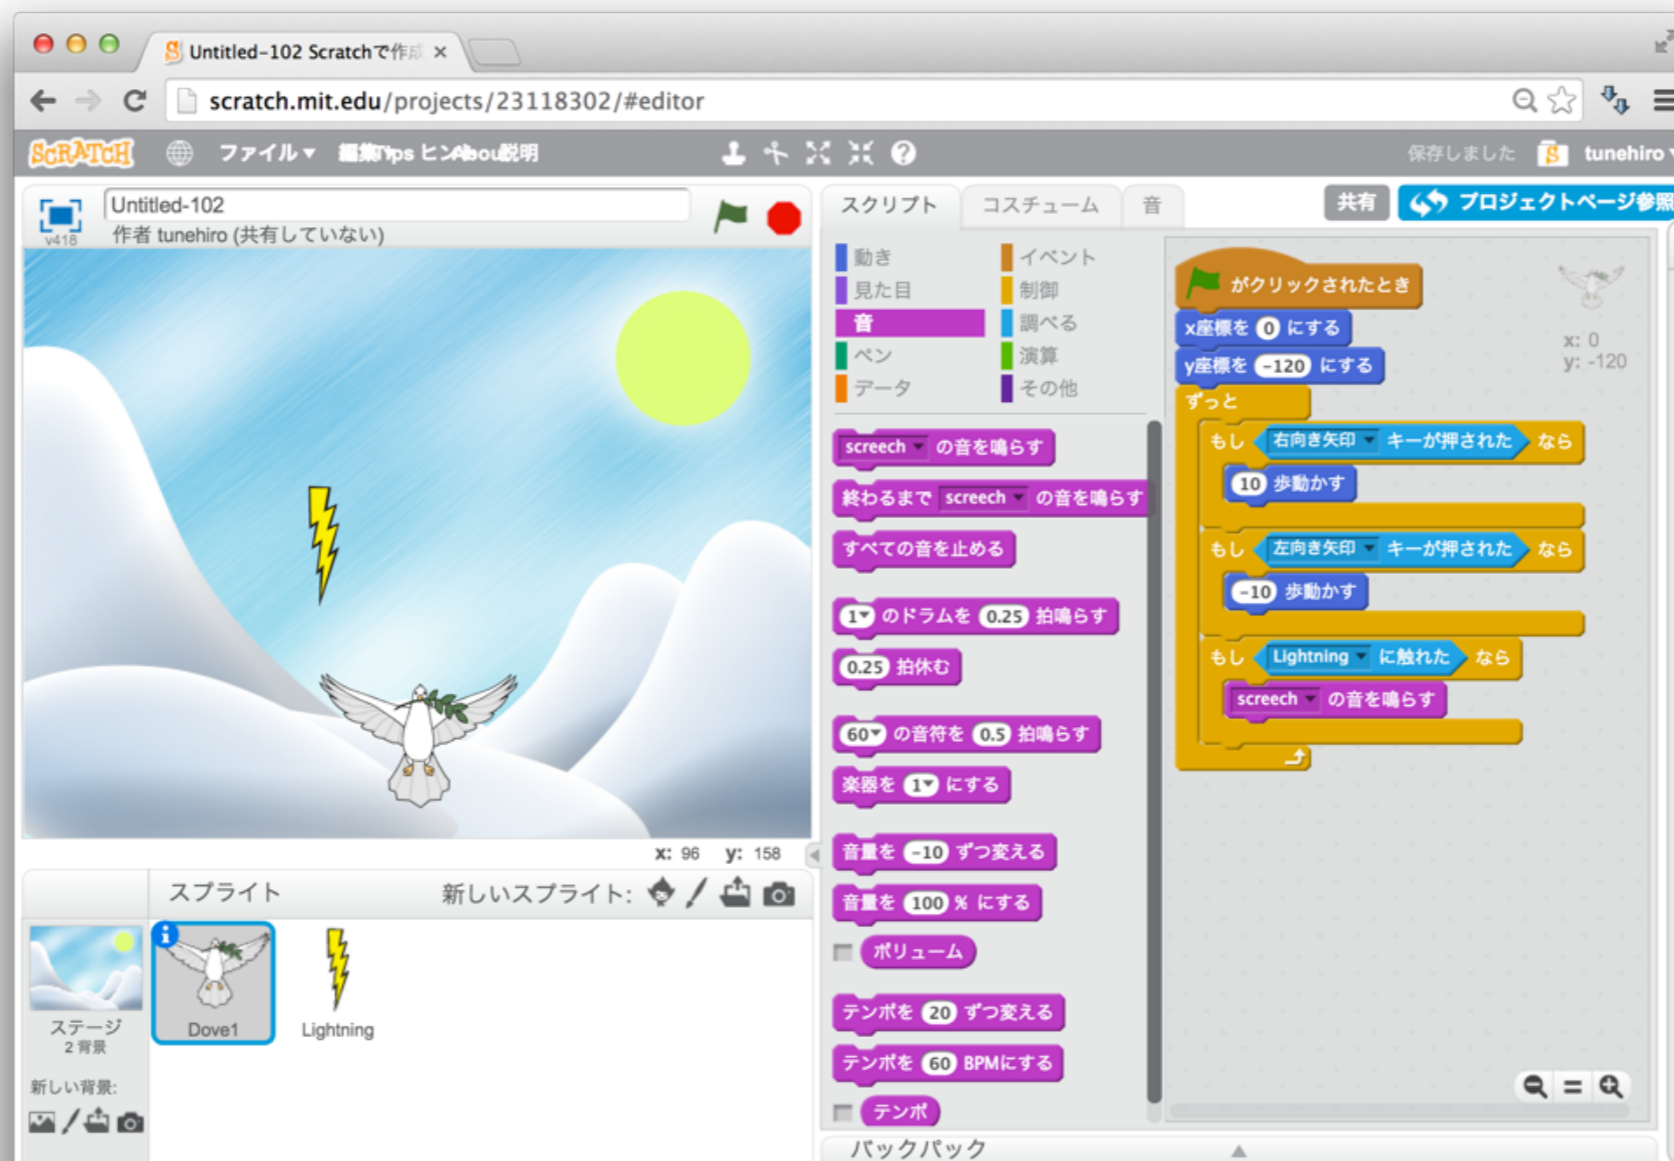 Untitled-102 Scratchで作成
scratch.mit.edu/projects/23118302/#editor
SCRATCH ファイル▼ 編集 Tips ヒント About 説明 保存しました tunehiro
v418
Untitled-102
作者 tunehiro (共有していない)
x: 96 y: 158
スプライト 新しいスプライト:
ステージ
2 背景
新しい背景:
Dove1
Lightning
スクリプト コスチューム 音
共有 プロジェクトページ参照
動き イベント
見た目 制御
音 調べる
ペン 演算
データ その他
screech の音を鳴らす
終わるまで screech の音を鳴らす
すべての音を止める
1 のドラムを 0.25 拍鳴らす
0.25 拍休む
60 の音符を 0.5 拍鳴らす
楽器を 1 にする
音量を -10 ずつ変える
音量を 100 % にする
ボリューム
テンポを 20 ずつ変える
テンポを 60 BPMにする
テンポ
がクリックされたとき
x座標を 0 にする
y座標を -120 にする
ずっと
もし 右向き矢印 キーが押された なら
10 歩動かす
もし 左向き矢印 キーが押された なら
-10 歩動かす
もし Lightning に触れた なら
screech の音を鳴らす
x: 0
y: -120
バックパック